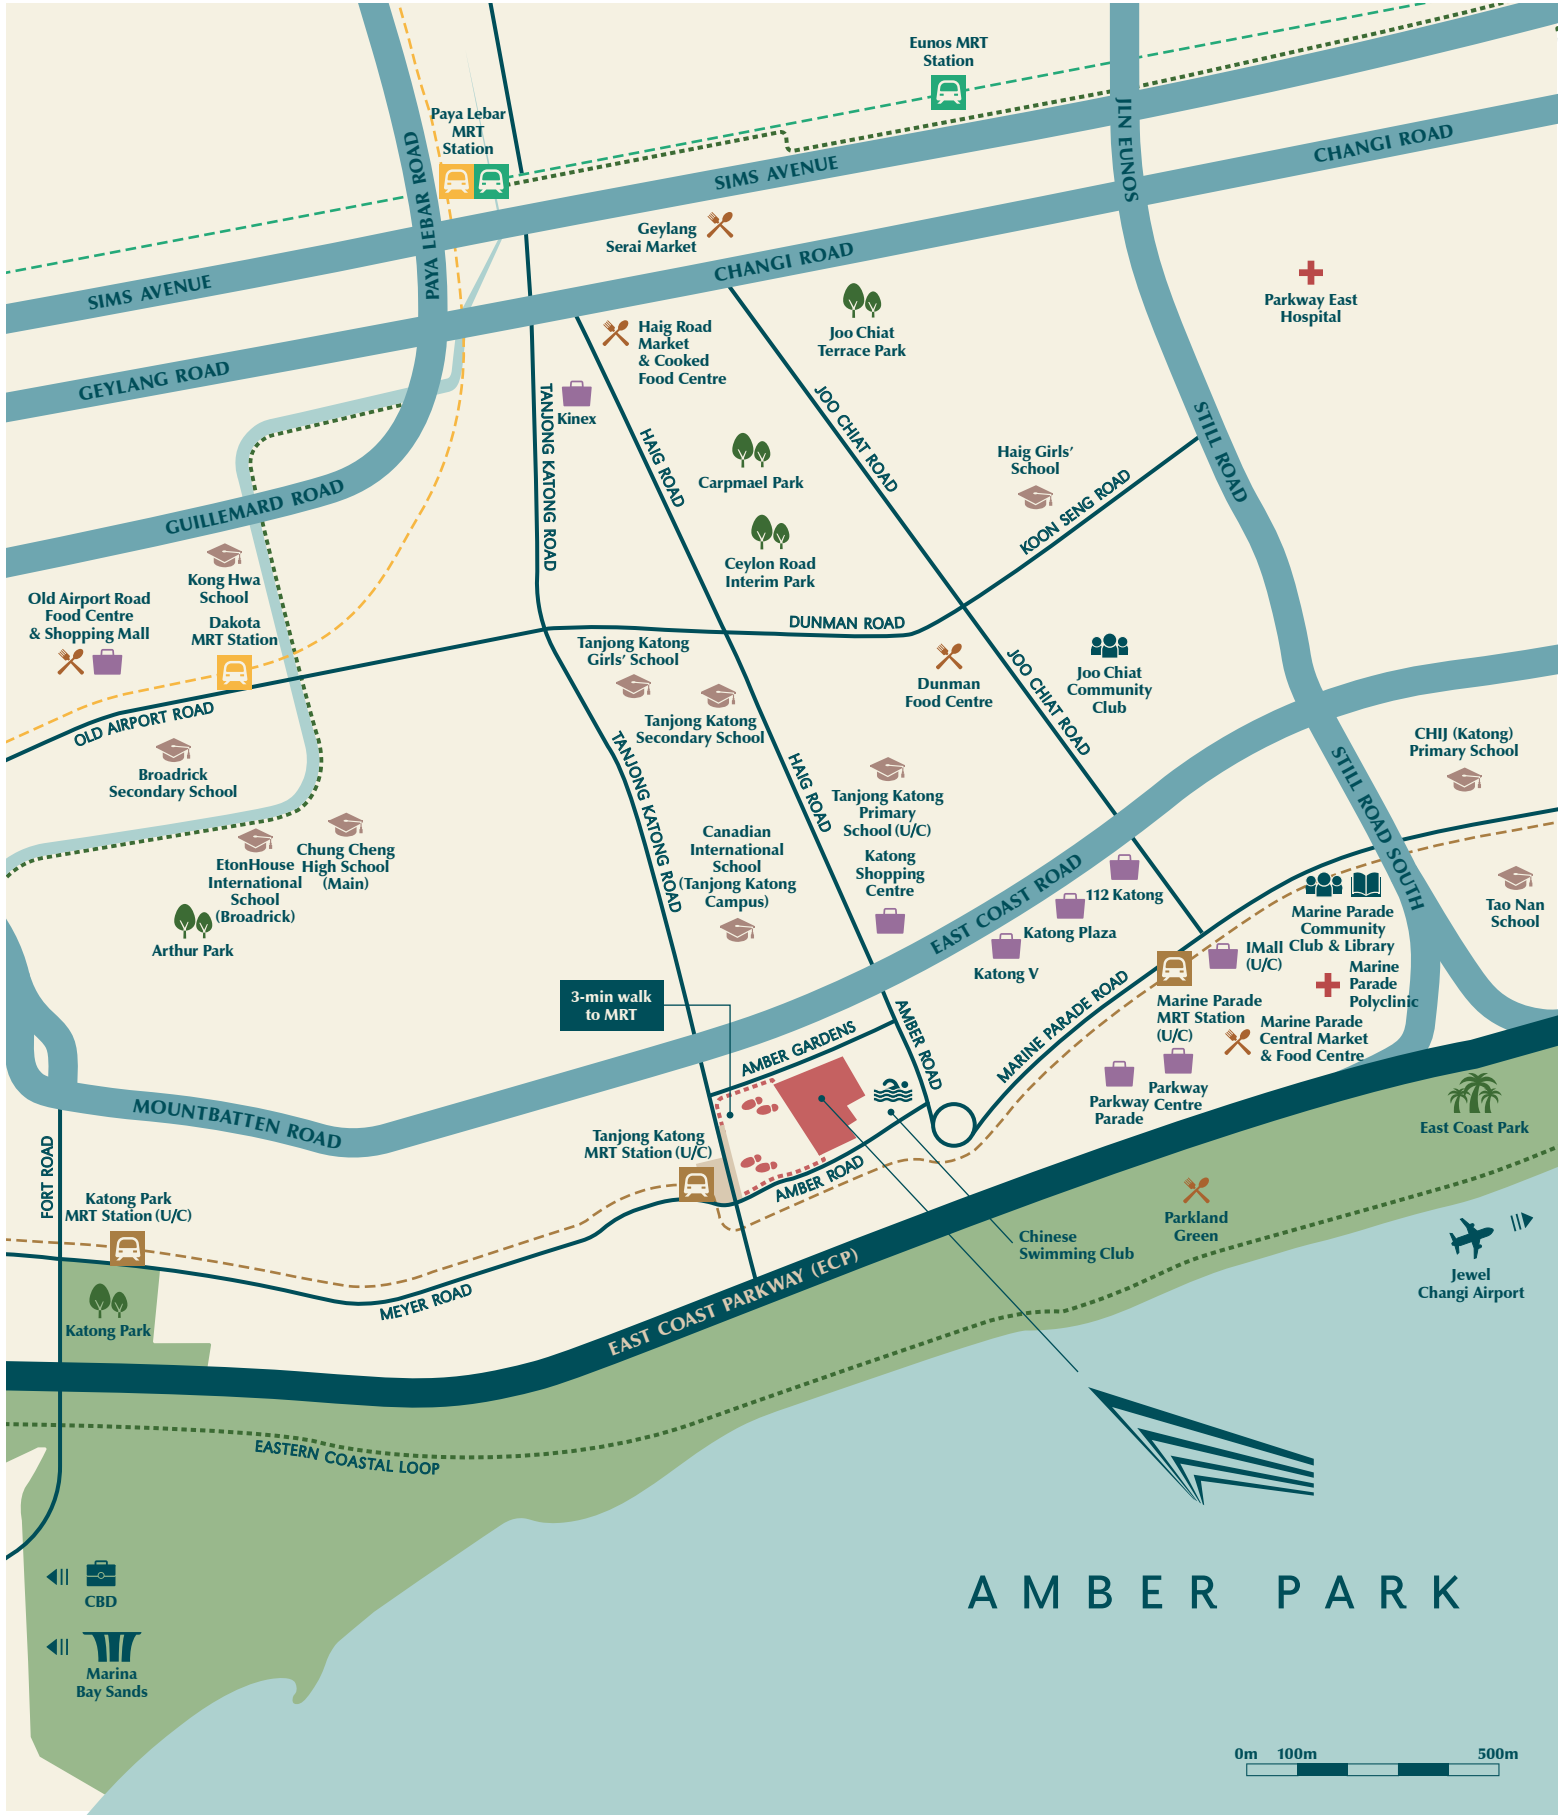 Eunos MRT
Station
Paya Lebar
MRT
Station
PAYA LEBAR ROAD
JLN EUNOS
SIMS AVENUE
CHANGI ROAD
SIMS AVENUE
Geylang
Serai Market
CHANGI ROAD
GEYLANG ROAD
Parkway East
Hospital
Haig Road
Market
& Cooked
Food Centre
Joo Chiat
Terrace Park
Kinex
TANJONG KATONG ROAD
HAIG ROAD
JOO CHIAT ROAD
STILL ROAD
Carpmael Park
Haig Girls'
School
KOON SENG ROAD
GUILLEMARD ROAD
Ceylon Road
Interim Park
Kong Hwa
School
Old Airport Road
Food Centre
& Shopping Mall
Dakota
MRT Station
DUNMAN ROAD
Tanjong Katong
Girls' School
Tanjong Katong
Secondary School
Dunman
Food Centre
JOO CHIAT ROAD
Joo Chiat
Community
Club
OLD AIRPORT ROAD
Broadrick
Secondary School
TANJONG KATONG ROAD
HAIG ROAD
Tanjong Katong
Primary
School (U/C)
STILL ROAD SOUTH
CHIJ (Katong)
Primary School
Canadian
International
School
(Tanjong Katong
Campus)
Katong
Shopping
Centre
EtonHouse
International
School
(Broadrick)
Chung Cheng
High School
(Main)
Arthur Park
EAST COAST ROAD
112 Katong
Katong Plaza
Katong V
Marine Parade
Community
Club & Library
Tao Nan
School
IMall
(U/C)
Marine
Parade
Polyclinic
3-min walk
to MRT
AMBER GARDENS
AMBER ROAD
MARINE PARADE ROAD
Marine Parade
MRT Station
(U/C)
Marine Parade
Central Market
& Food Centre
Parkway
Parade
Parkway
Centre
MOUNTBATTEN ROAD
East Coast Park
FORT ROAD
Tanjong Katong
MRT Station (U/C)
AMBER ROAD
Katong Park
MRT Station (U/C)
Parkland
Green
Chinese
Swimming Club
Jewel
Changi Airport
EAST COAST PARKWAY (ECP)
MEYER ROAD
Katong Park
EASTERN COASTAL LOOP
CBD
AMBER PARK
Marina
Bay Sands
0m 100m 500m